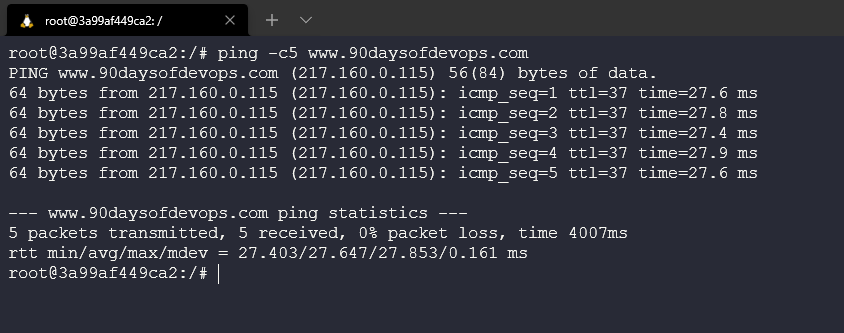 root@3a99af449ca2: /
root@3a99af449ca2:/# ping -c5 www.90daysofdevops.com
PING www.90daysofdevops.com (217.160.0.115) 56(84) bytes of data.
64 bytes from 217.160.0.115 (217.160.0.115): icmp_seq=1 ttl=37 time=27.6 ms
64 bytes from 217.160.0.115 (217.160.0.115): icmp_seq=2 ttl=37 time=27.8 ms
64 bytes from 217.160.0.115 (217.160.0.115): icmp_seq=3 ttl=37 time=27.4 ms
64 bytes from 217.160.0.115 (217.160.0.115): icmp_seq=4 ttl=37 time=27.9 ms
64 bytes from 217.160.0.115 (217.160.0.115): icmp_seq=5 ttl=37 time=27.6 ms

--- www.90daysofdevops.com ping statistics ---
5 packets transmitted, 5 received, 0% packet loss, time 4007ms
rtt min/avg/max/mdev = 27.403/27.647/27.853/0.161 ms
root@3a99af449ca2:/#